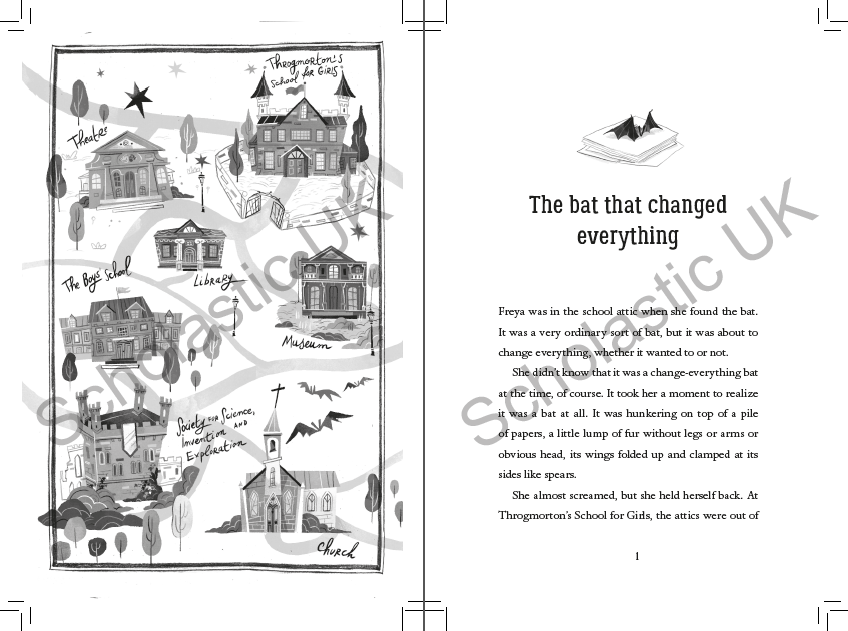 Throgmorton's
School for Girls
Theatre
The Boys' School
Library
Museum
Society for Science,
Invention and
Exploration
Church
Scholastic UK
The bat that changed
everything
Freya was in the school attic when she found the bat.
It was a very ordinary sort of bat, but it was about to
change everything, whether it wanted to or not.
She didn't know that it was a change-everything bat
at the time, of course. It took her a moment to realize
it was a bat at all. It was hunkering on top of a pile
of papers, a little lump of fur without legs or arms or
obvious head, its wings folded up and clamped at its
sides like spears.
She almost screamed, but she held herself back. At
Throgmorton's School for Girls, the attics were out of
1
Scholastic UK